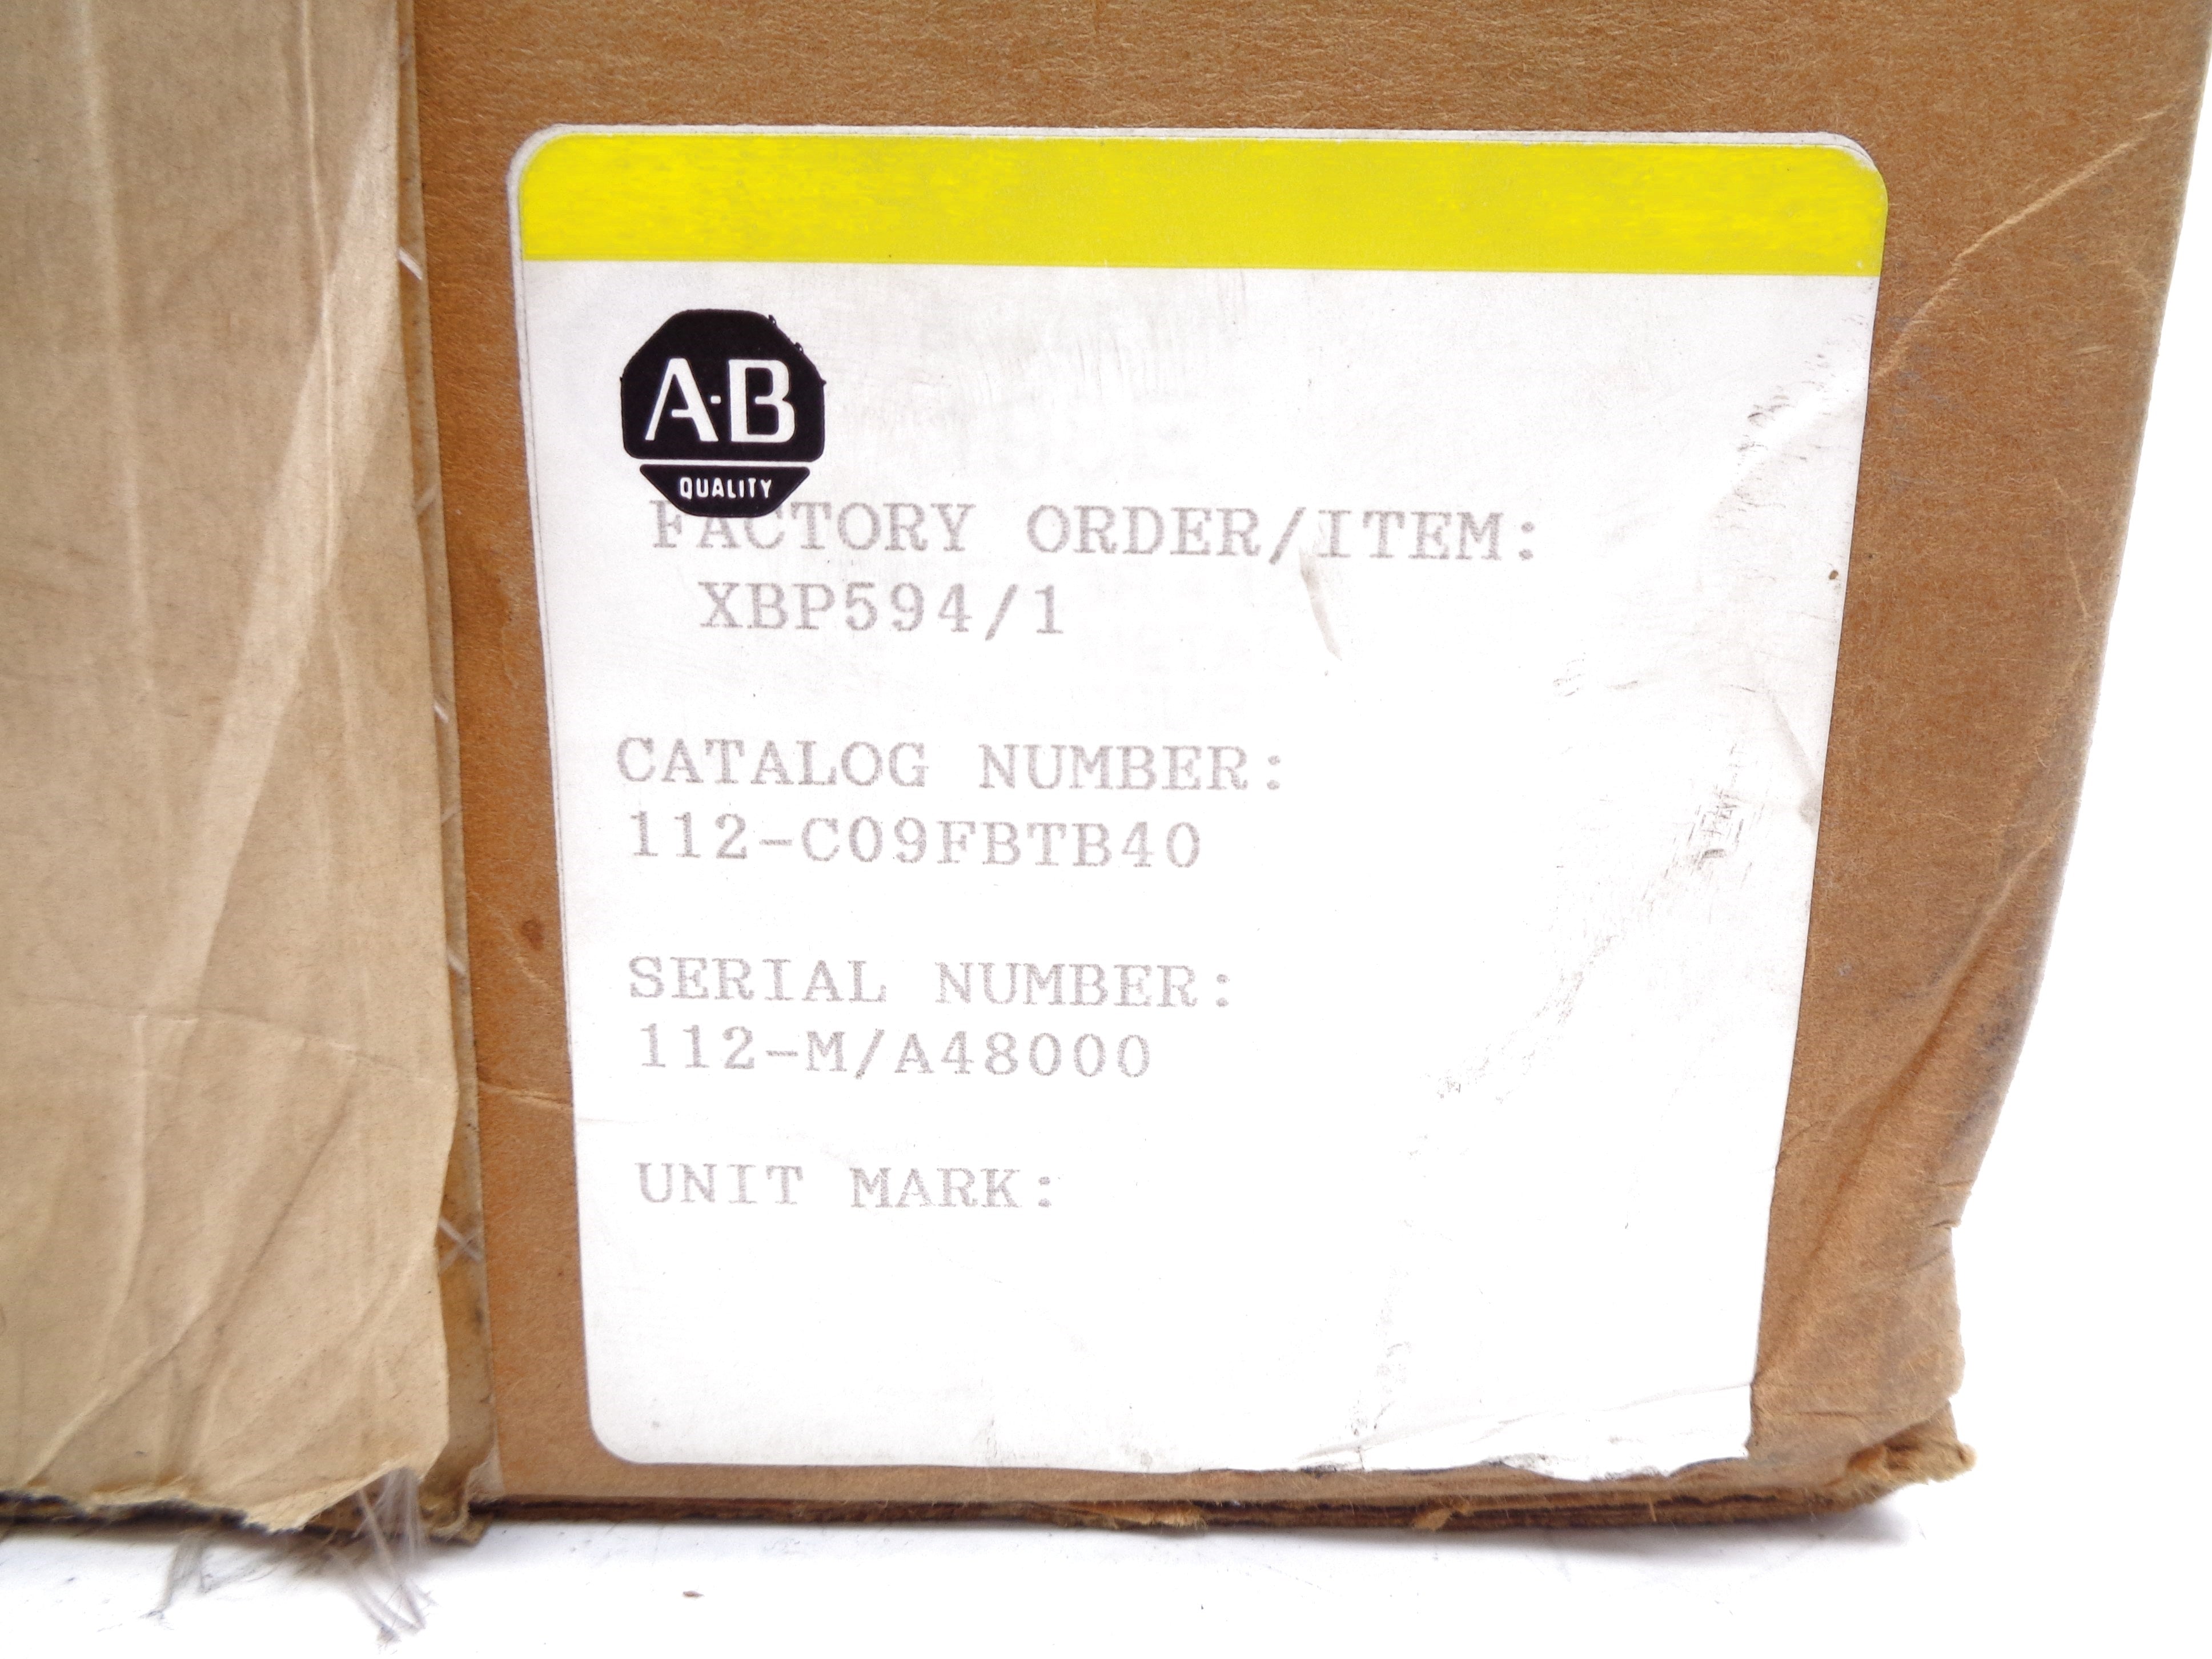 A-B
QUALITY
FACTORY ORDER/ITEM:
XBP594/1
CATALOG NUMBER:
112-C09FBTB40
SERIAL NUMBER:
112-M/A48000
UNIT MARK: